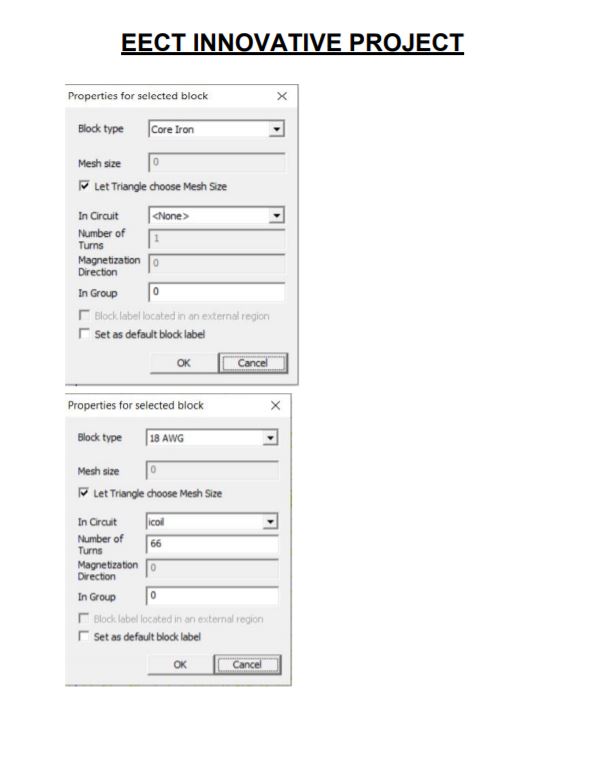 EECT INNOVATIVE PROJECT
Properties for selected block
Block type Core Iron
Mesh size 0
Let Triangle choose Mesh Size
In Circuit <None>
Number of
Turns 1
Magnetization
Direction 0
In Group 0
Block label located in an external region
Set as default block label
OK Cancel
Properties for selected block
Block type 18 AWG
Mesh size 0
Let Triangle choose Mesh Size
In Circuit icoil
Number of
Turns 66
Magnetization
Direction 0
In Group 0
Block label located in an external region
Set as default block label
OK Cancel